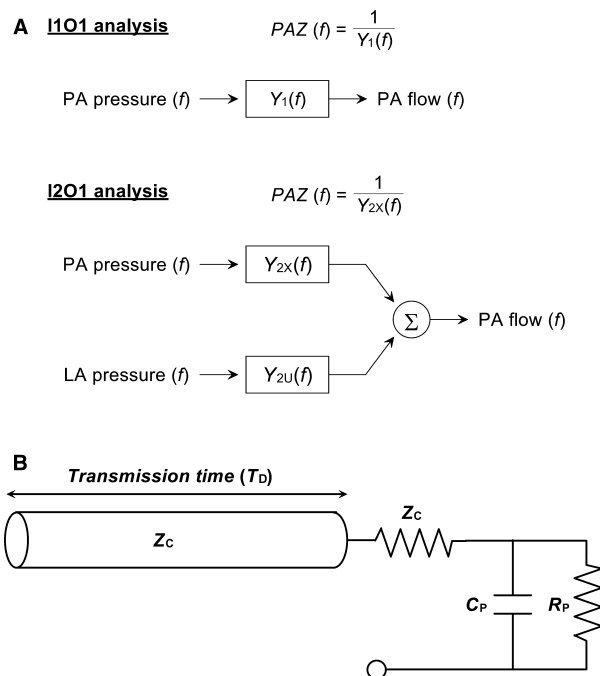 A I1O1 analysis PAZ (f) = 1 / Y1(f)
PA pressure (f) Y1(f) PA flow (f)
I2O1 analysis PAZ (f) = 1 / Y2X(f)
PA pressure (f) Y2X(f)
Σ PA flow (f)
LA pressure (f) Y2U(f)
B
Transmission time (TD)
ZC
ZC
CP RP